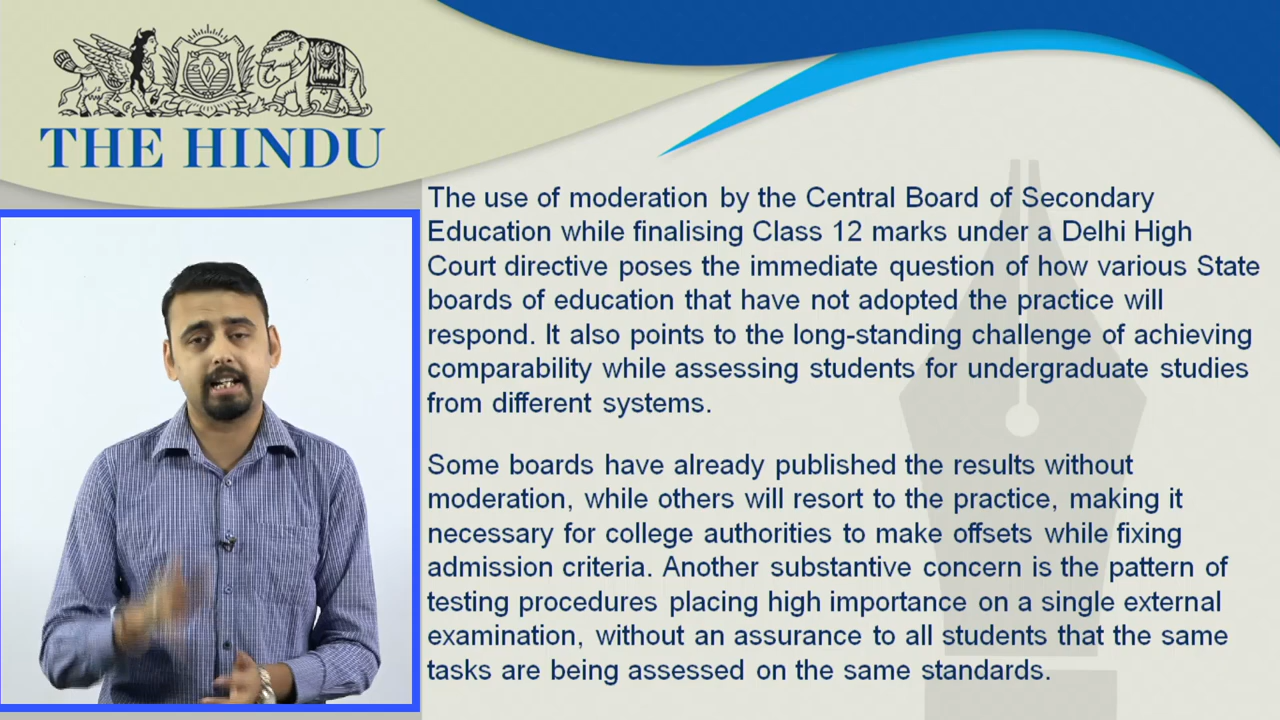 THE HINDU
The use of moderation by the Central Board of Secondary
Education while finalising Class 12 marks under a Delhi High
Court directive poses the immediate question of how various State
boards of education that have not adopted the practice will
respond. It also points to the long-standing challenge of achieving
comparability while assessing students for undergraduate studies
from different systems.
Some boards have already published the results without
moderation, while others will resort to the practice, making it
necessary for college authorities to make offsets while fixing
admission criteria. Another substantive concern is the pattern of
testing procedures placing high importance on a single external
examination, without an assurance to all students that the same
tasks are being assessed on the same standards.